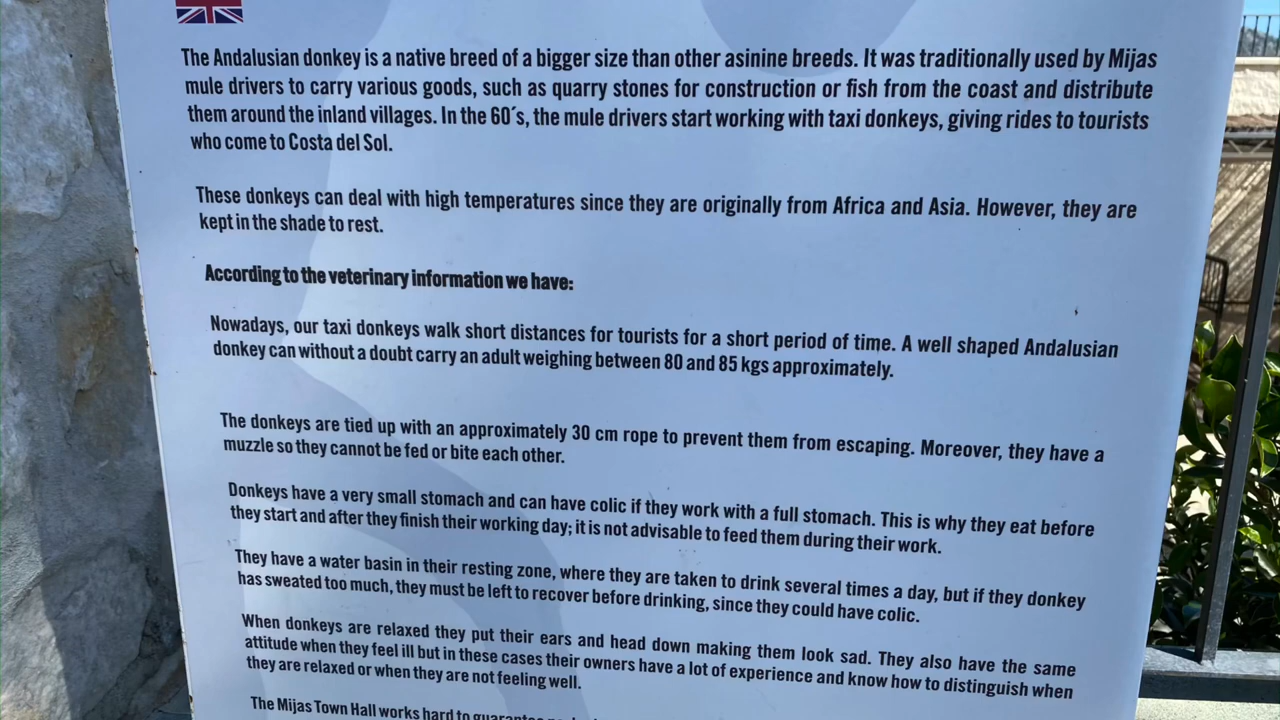 The Andalusian donkey is a native breed of a bigger size than other asinine breeds. It was traditionally used by Mijas
mule drivers to carry various goods, such as quarry stones for construction or fish from the coast and distribute
them around the inland villages. In the 60´s, the mule drivers start working with taxi donkeys, giving rides to tourists
who come to Costa del Sol.
These donkeys can deal with high temperatures since they are originally from Africa and Asia. However, they are
kept in the shade to rest.
According to the veterinary information we have:
Nowadays, our taxi donkeys walk short distances for tourists for a short period of time. A well shaped Andalusian
donkey can without a doubt carry an adult weighing between 80 and 85 kgs approximately.
The donkeys are tied up with an approximately 30 cm rope to prevent them from escaping. Moreover, they have a
muzzle so they cannot be fed or bite each other.
Donkeys have a very small stomach and can have colic if they work with a full stomach. This is why they eat before
they start and after they finish their working day; it is not advisable to feed them during their work.
They have a water basin in their resting zone, where they are taken to drink several times a day, but if they donkey
has sweated too much, they must be left to recover before drinking, since they could have colic.
When donkeys are relaxed they put their ears and head down making them look sad. They also have the same
attitude when they feel ill but in these cases their owners have a lot of experience and know how to distinguish when
they are relaxed or when they are not feeling well.
The Mijas Town Hall works hard to